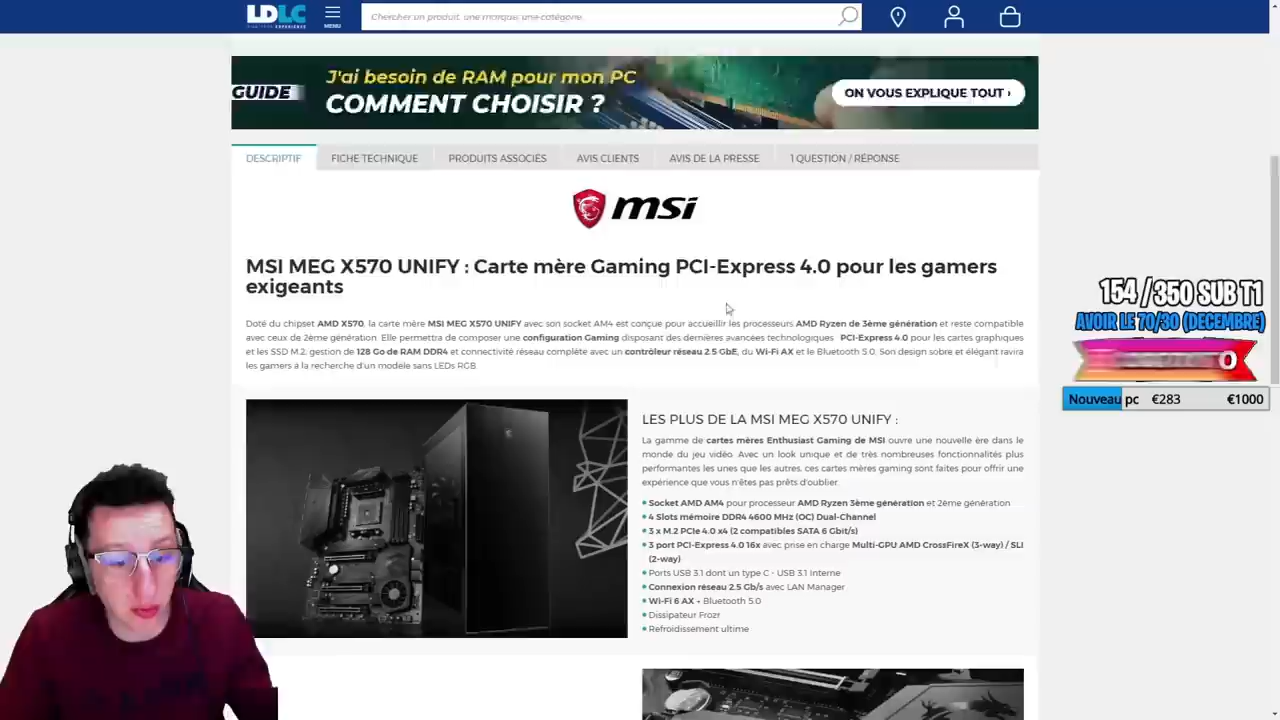 LDLC
MENU
Chercher un produit, une marque, une catégorie...
GUIDE
J'ai besoin de RAM pour mon PC
COMMENT CHOISIR ?
ON VOUS EXPLIQUE TOUT ›
DESCRIPTIF
FICHE TECHNIQUE
PRODUITS ASSOCIÉS
AVIS CLIENTS
AVIS DE LA PRESSE
1 QUESTION / RÉPONSE
msi
MSI MEG X570 UNIFY : Carte mère Gaming PCI-Express 4.0 pour les gamers
exigeants
Doté du chipset AMD X570, la carte mère MSI MEG X570 UNIFY avec son socket AM4 est conçue pour accueillir les processeurs AMD Ryzen de 3ème génération et reste compatible
avec ceux de 2ème génération. Elle permettra de composer une configuration Gaming disposant des dernières avancées technologiques : PCI-Express 4.0 pour les cartes graphiques
et les SSD M.2, gestion de 128 Go de RAM DDR4 et connectivité réseau complète avec un contrôleur réseau 2.5 GbE, du Wi-Fi AX et le Bluetooth 5.0. Son design sobre et élégant ravira
les gamers à la recherche d'un modèle sans LEDs RGB.
LES PLUS DE LA MSI MEG X570 UNIFY :
La gamme de cartes mères Enthusiast Gaming de MSI ouvre une nouvelle ère dans le
monde du jeu vidéo. Avec un look unique et de très nombreuses fonctionnalités plus
performantes les unes que les autres, ces cartes mères gaming sont faites pour offrir une
expérience que vous n'êtes pas prêts d'oublier.
Socket AMD AM4 pour processeur AMD Ryzen 3ème génération et 2ème génération
4 Slots mémoire DDR4 4600 MHz (OC) Dual-Channel
3 x M.2 PCIe 4.0 x4 (2 compatibles SATA 6 Gbit/s)
3 port PCI-Express 4.0 16x avec prise en charge Multi-GPU AMD CrossFireX (3-way) / SLI
(2-way)
Ports USB 3.1 dont un type C - USB 3.1 interne
Connexion réseau 2.5 Gb/s avec LAN Manager
Wi-Fi 6 AX + Bluetooth 5.0
Dissipateur Frozr
Refroidissement ultime
154 /350 SUB T1
AVOIR LE 70/30 (DECEMBRE)
Nouveau pc €283 €1000